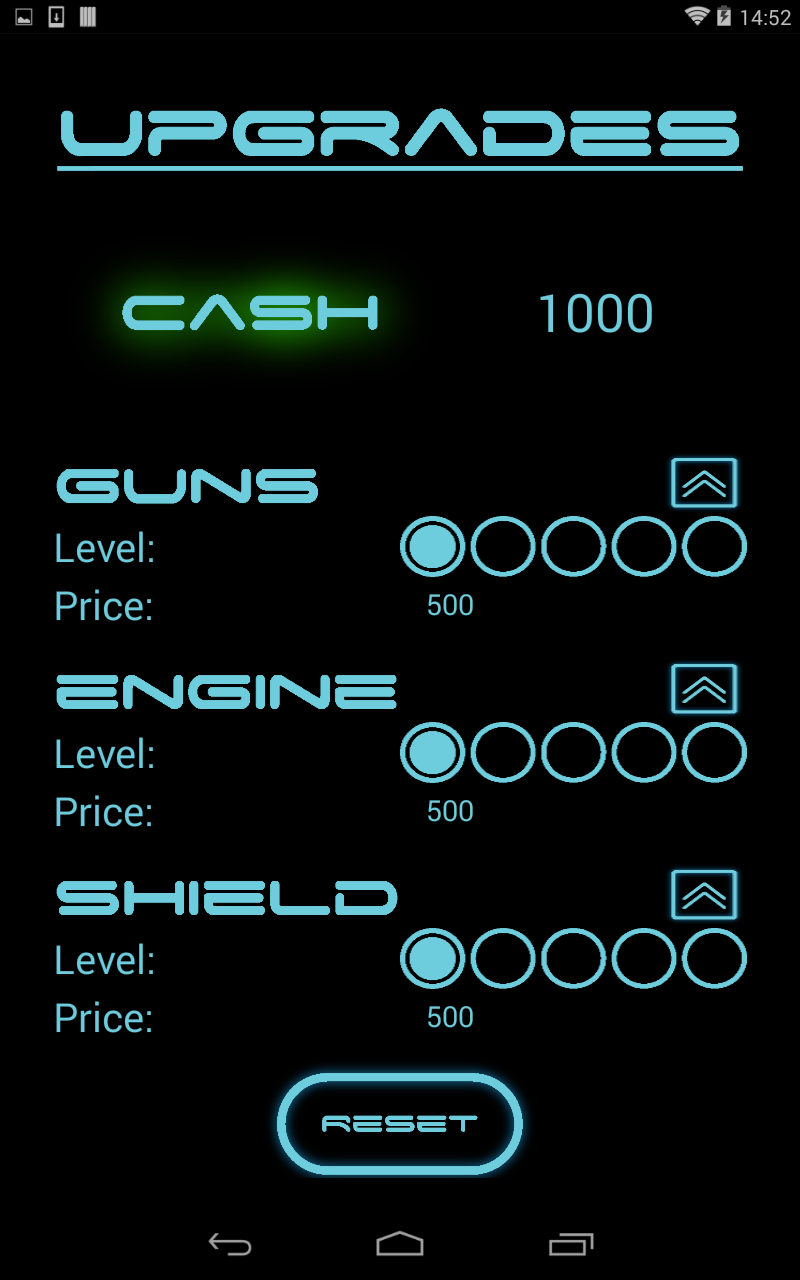 14:52
UPGRADES
CASH 1000
GUNS
Level:
Price: 500
ENGINE
Level:
Price: 500
SHIELD
Level:
Price: 500
RESET